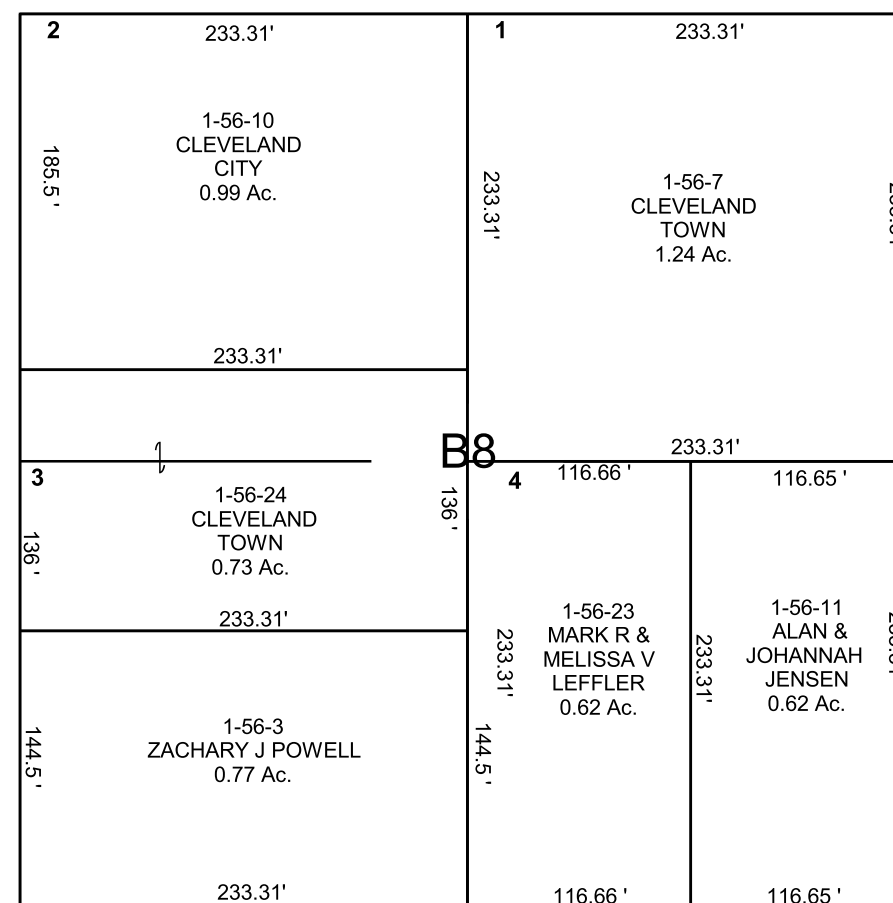 2
233.31'
1
233.31'
1-56-10
CLEVELAND
CITY
0.99 Ac.
185.5 '
233.31'
1-56-7
CLEVELAND
TOWN
1.24 Ac.
233.31'
B8
233.31'
3
1-56-24
CLEVELAND
TOWN
0.73 Ac.
136 '
136 '
4
116.66 '
116.65 '
233.31'
1-56-23
MARK R &
MELISSA V
LEFFLER
0.62 Ac.
233.31'
233.31'
1-56-11
ALAN &
JOHANNAH
JENSEN
0.62 Ac.
1-56-3
ZACHARY J POWELL
0.77 Ac.
144.5 '
144.5 '
233.31'
116.66 '
116.65 '